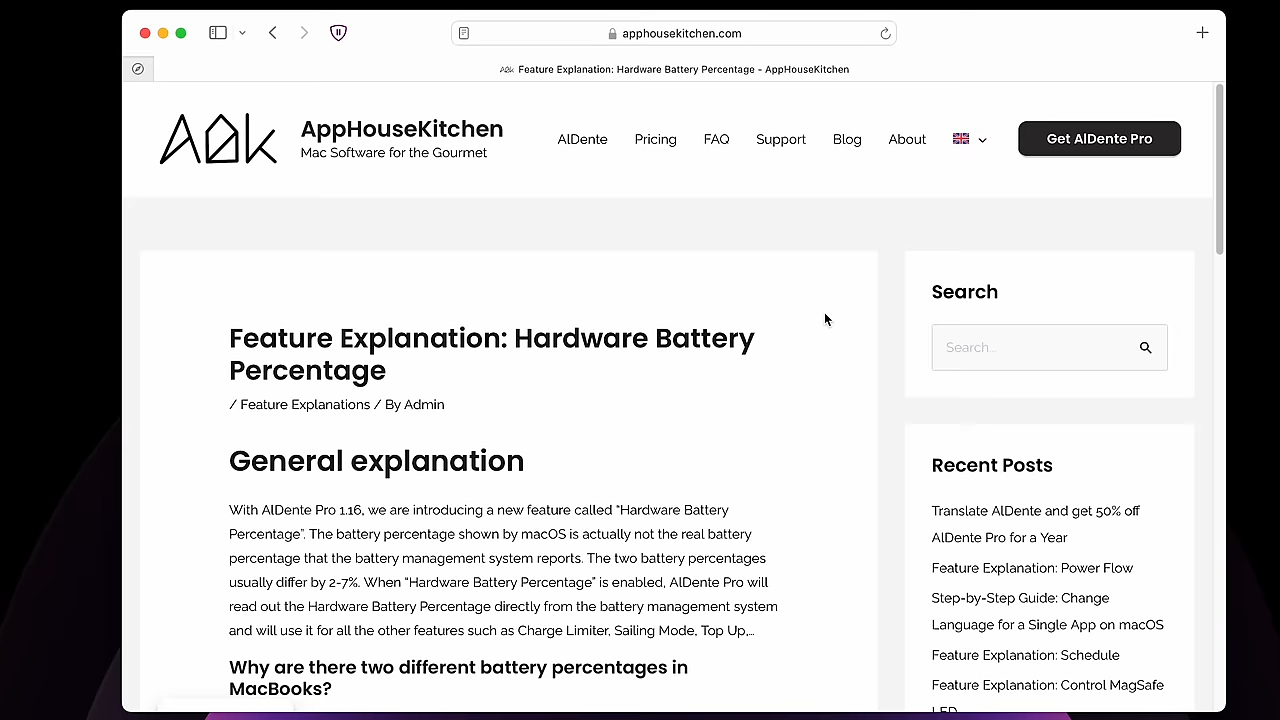 apphousekitchen.com
Feature Explanation: Hardware Battery Percentage - AppHouseKitchen
AppHouseKitchen
Mac Software for the Gourmet
AlDente
Pricing
FAQ
Support
Blog
About
Get AlDente Pro
Feature Explanation: Hardware Battery
Percentage
/ Feature Explanations / By Admin
General explanation
With AlDente Pro 1.16, we are introducing a new feature called “Hardware Battery
Percentage”. The battery percentage shown by macOS is actually not the real battery
percentage that the battery management system reports. The two battery percentages
usually differ by 2-7%. When “Hardware Battery Percentage” is enabled, AlDente Pro will
read out the Hardware Battery Percentage directly from the battery management system
and will use it for all the other features such as Charge Limiter, Sailing Mode, Top Up,…
Why are there two different battery percentages in
MacBooks?
Search
Search...
Recent Posts
Translate AlDente and get 50% off
AlDente Pro for a Year
Feature Explanation: Power Flow
Step-by-Step Guide: Change
Language for a Single App on macOS
Feature Explanation: Schedule
Feature Explanation: Control MagSafe
LED